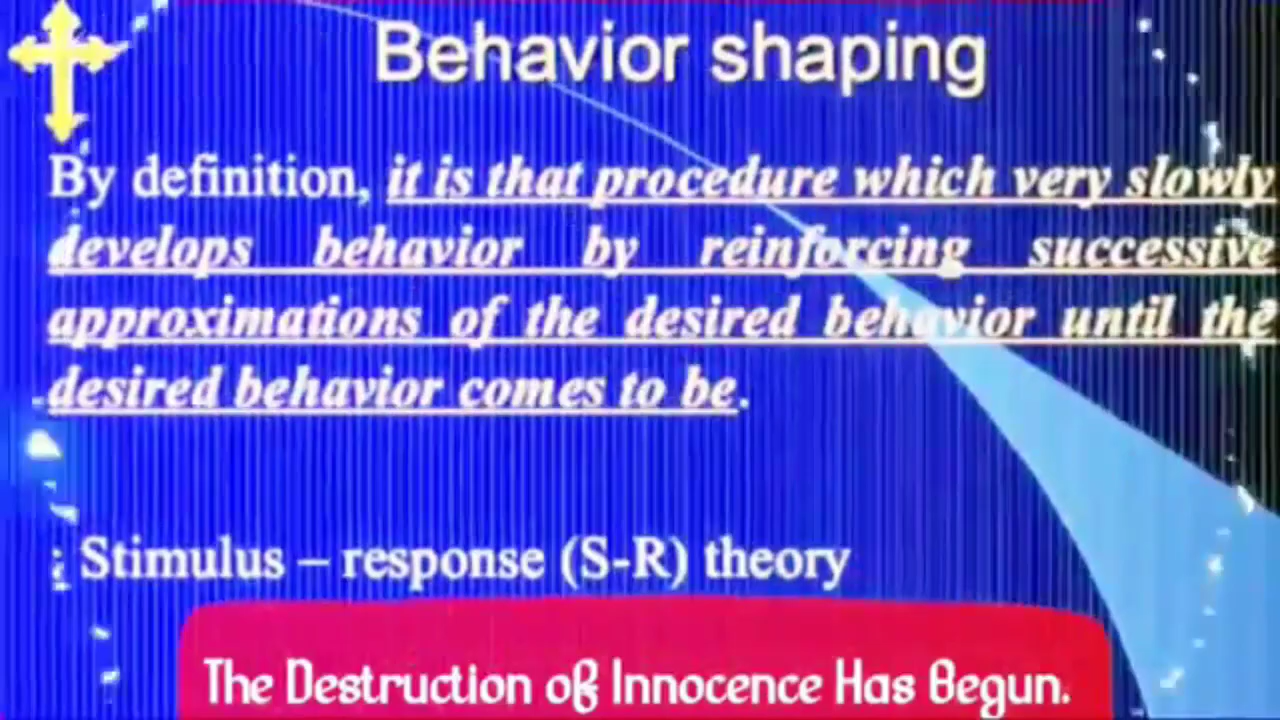 Behavior shaping
By definition, it is that procedure which very slowly
develops behavior by reinforcing successive
approximations of the desired behavior until the
desired behavior comes to be.
Stimulus – response (S-R) theory
The Destruction of Innocence Has Begun.